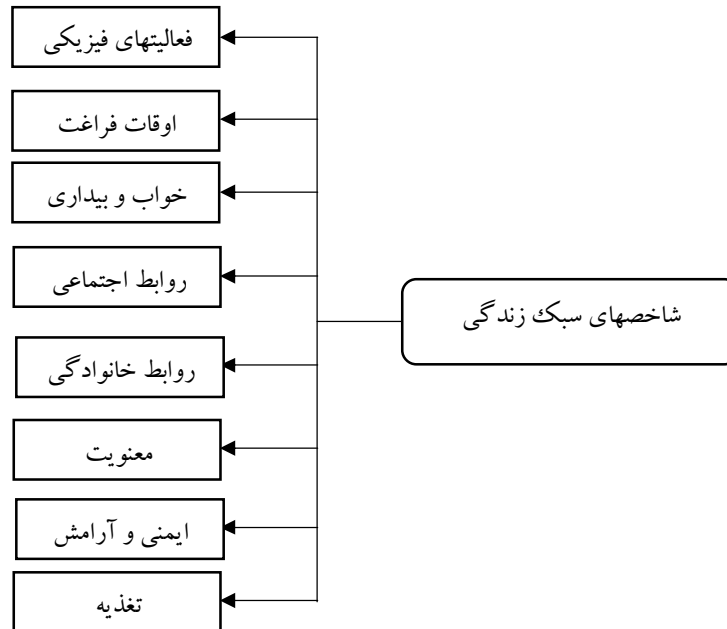 شاخصهای سبک زندگی
فعالیتهای فیزیکی
اوقات فراغت
خواب و بیداری
روابط اجتماعی
روابط خانوادگی
معنویت
ایمنی و آرامش
تغذیه